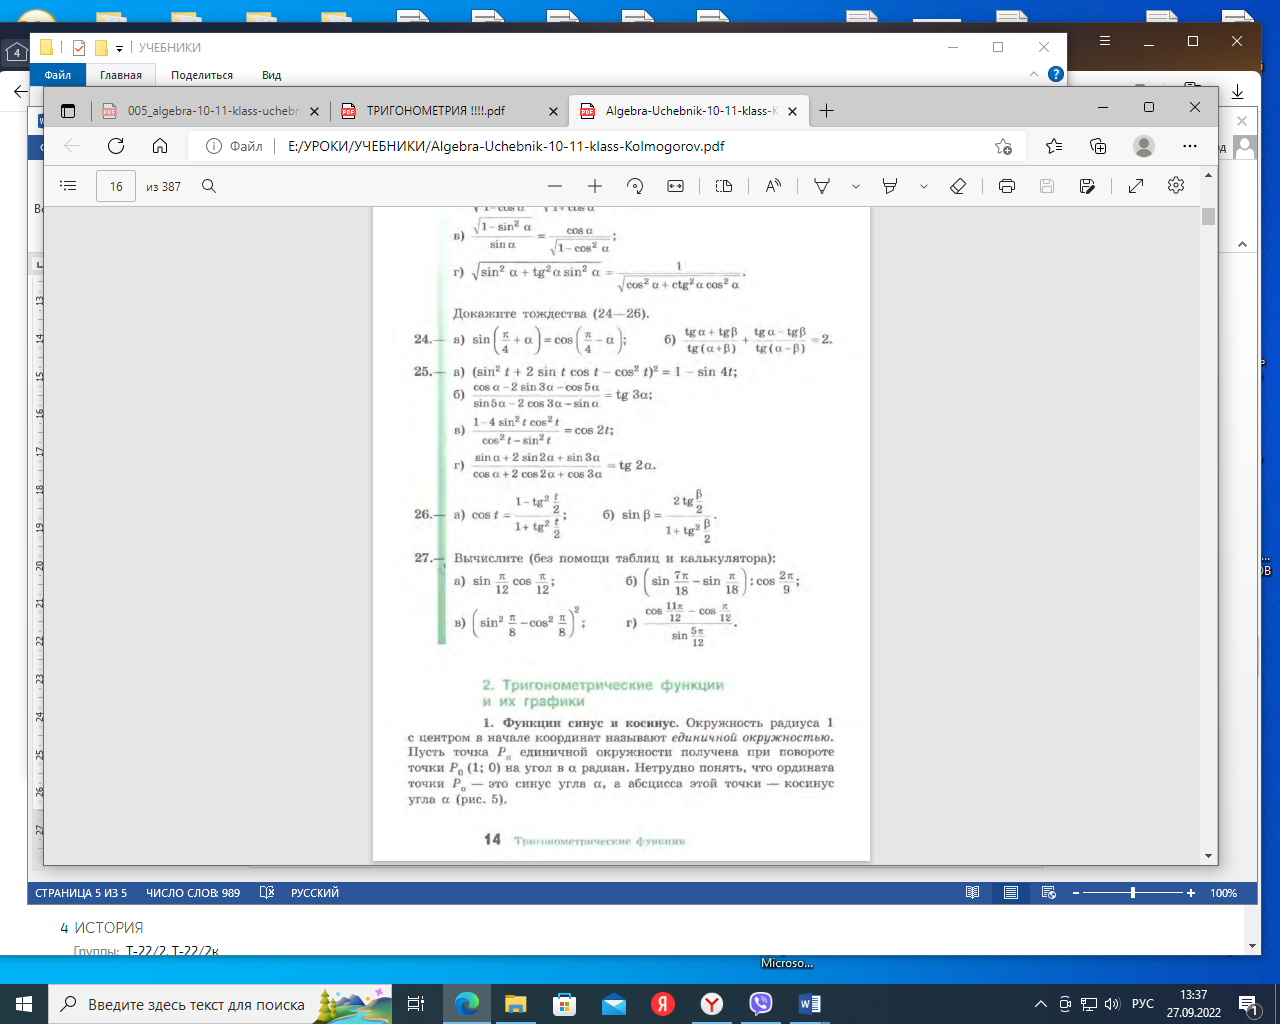 4
УЧЕБНИКИ
Файл Главная Поделиться Вид
005_algebra-10-11-klass-uchebn ТРИГОНОМЕТРИЯ !!!!.pdf Algebra-Uchebnik-10-11-klass-K
Файл E:/УРОКИ/УЧЕБНИКИ/Algebra-Uchebnik-10-11-klass-Kolmogorov.pdf
16 из 387
в) √(1 − sin² α) / sin α = cos α / √(1 − cos² α);
г) √(sin² α + tg² α sin² α) = 1 / √(cos² α + ctg² α cos² α).
Докажите тождества (24—26).
24.— а) sin(π/4 + α) = cos(π/4 − α); б) (tg α + tg β)/(tg (α+β)) + (tg α − tg β)/(tg (α−β)) = 2.
25.— а) (sin² t + 2 sin t cos t − cos² t)² = 1 − sin 4t;
б) (cos α − 2 sin 3α − cos 5α)/(sin 5α − 2 cos 3α − sin α) = tg 3α;
в) (1 − 4 sin² t cos² t)/(cos² t − sin² t) = cos 2t;
г) (sin α + 2 sin 2α + sin 3α)/(cos α + 2 cos 2α + cos 3α) = tg 2α.
26.— а) cos t = (1 − tg² t/2)/(1 + tg² t/2); б) sin β = (2 tg β/2)/(1 + tg² β/2).
27.— Вычислите (без помощи таблиц и калькулятора):
а) sin π/12 cos π/12; б) (sin 7π/18 − sin π/18) : cos 2π/9;
в) (sin² π/8 − cos² π/8)²; г) (cos 11π/12 − cos π/12)/(sin 5π/12).
2. Тригонометрические функции
и их графики
1. Функции синус и косинус. Окружность радиуса 1
с центром в начале координат называют единичной окружностью.
Пусть точка Pα единичной окружности получена при повороте
точки P₀ (1; 0) на угол в α радиан. Нетрудно понять, что ордината
точки Pα — это синус угла α, а абсцисса этой точки — косинус
угла α (рис. 5).
14 Тригонометрические функции
СТРАНИЦА 5 ИЗ 5 ЧИСЛО СЛОВ: 989 РУССКИЙ 100%
4 ИСТОРИЯ
Группы: Т-22/2, Т-22/2к
Microso...
Введите здесь текст для поиска
РУС
13:37
27.09.2022
1